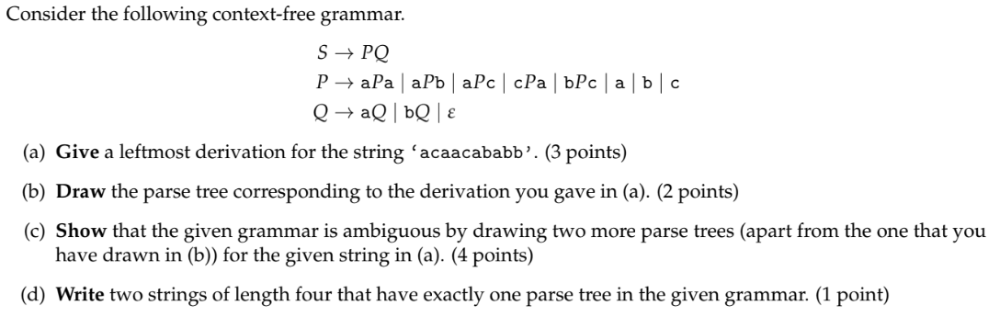 Consider the following context-free grammar.
S → PQ
P → aPa | aPb | aPc | cPa | bPc | a | b | c
Q → aQ | bQ | ε
(a) Give a leftmost derivation for the string ‘acaacababb’. (3 points)
(b) Draw the parse tree corresponding to the derivation you gave in (a). (2 points)
(c) Show that the given grammar is ambiguous by drawing two more parse trees (apart from the one that you
have drawn in (b)) for the given string in (a). (4 points)
(d) Write two strings of length four that have exactly one parse tree in the given grammar. (1 point)